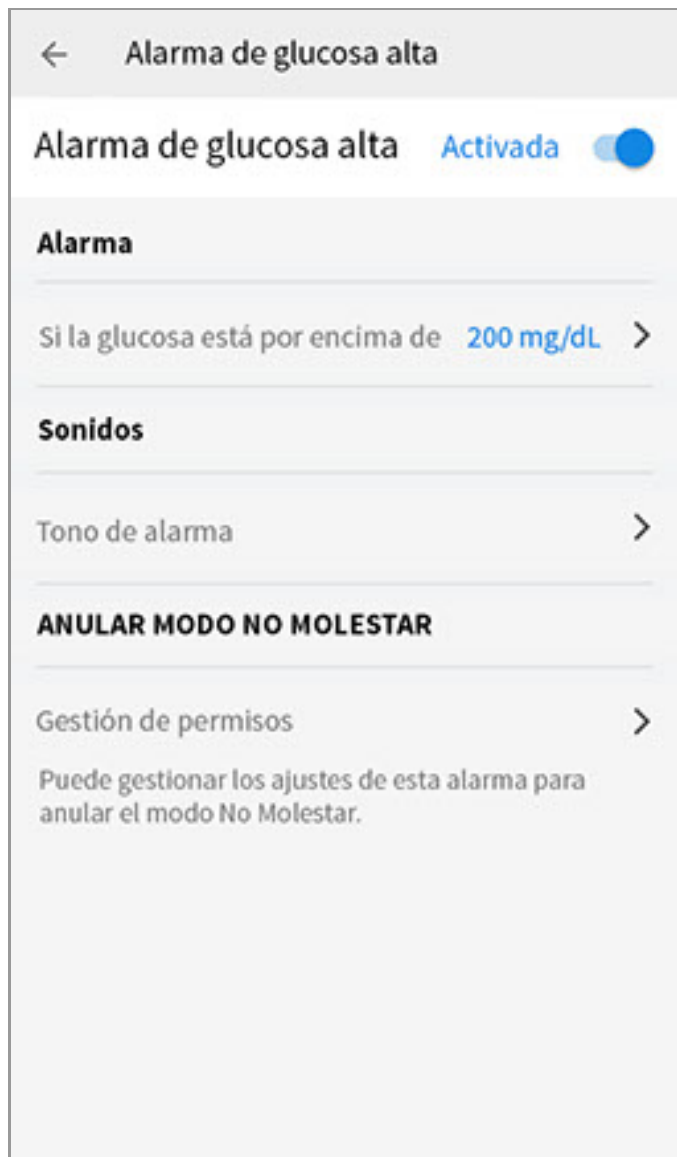 Alarma de glucosa alta
Alarma de glucosa alta Activada
Alarma
Si la glucosa está por encima de 200 mg/dL
Sonidos
Tono de alarma
ANULAR MODO NO MOLESTAR
Gestión de permisos
Puede gestionar los ajustes de esta alarma para
anular el modo No Molestar.